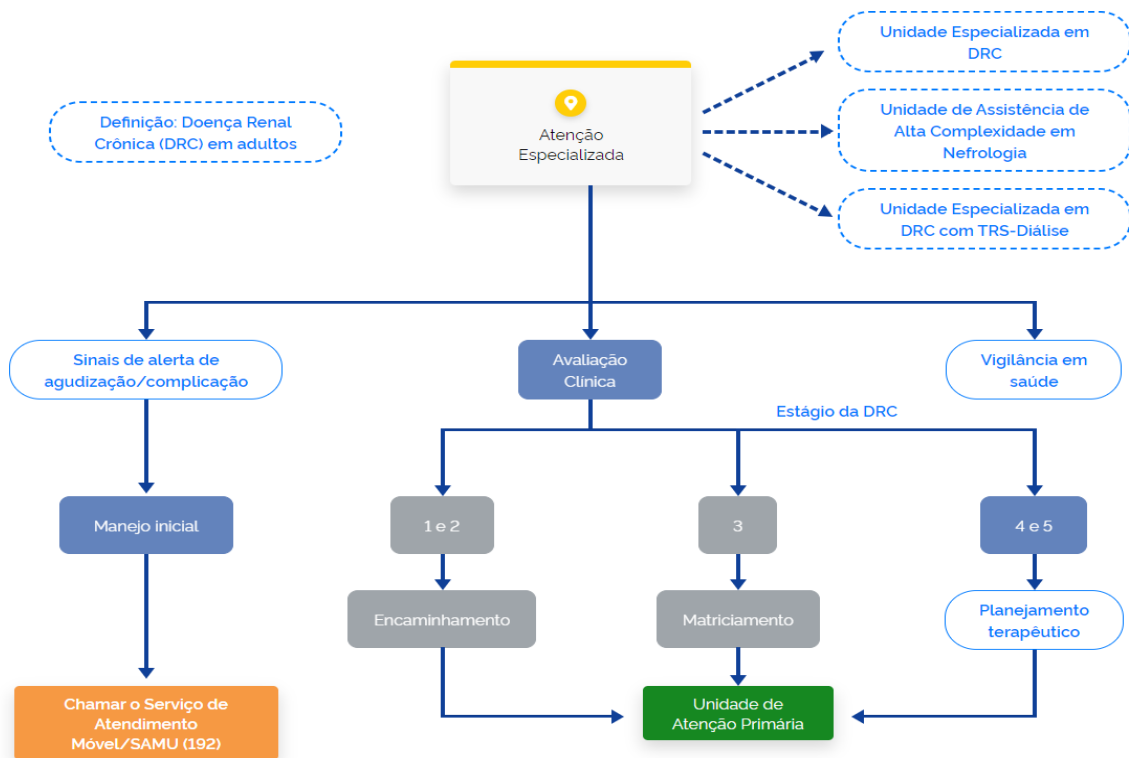 Unidade Especializada em
DRC
Definição: Doença Renal
Crônica (DRC) em adultos
Atenção
Especializada
Unidade de Assistência de
Alta Complexidade em
Nefrologia
Unidade Especializada em
DRC com TRS-Diálise
Sinais de alerta de
agudização/complicação
Avaliação
Clínica
Vigilância em
saúde
Estágio da DRC
Manejo inicial
1 e 2
3
4 e 5
Encaminhamento
Matriciamento
Planejamento
terapêutico
Chamar o Serviço de
Atendimento
Móvel/SAMU (192)
Unidade de
Atenção Primária